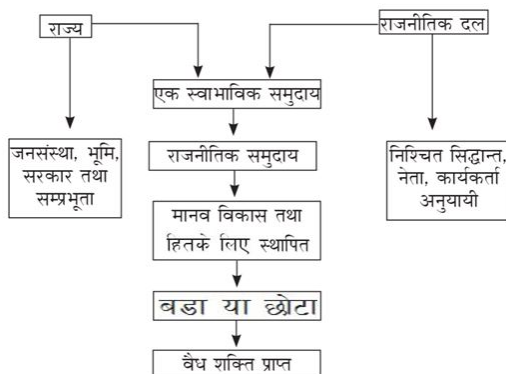 राज्य
राजनीतिक दल
एक स्वाभाविक समुदाय
जनसंस्था, भूमि,
सरकार तथा
सम्प्रभूता
राजनीतिक समुदाय
निश्चित सिद्धान्त,
नेता, कार्यकर्ता
अनुयायी
मानव विकास तथा
हितके लिए स्थापित
बडा या छोटा
वैध शक्ति प्राप्त